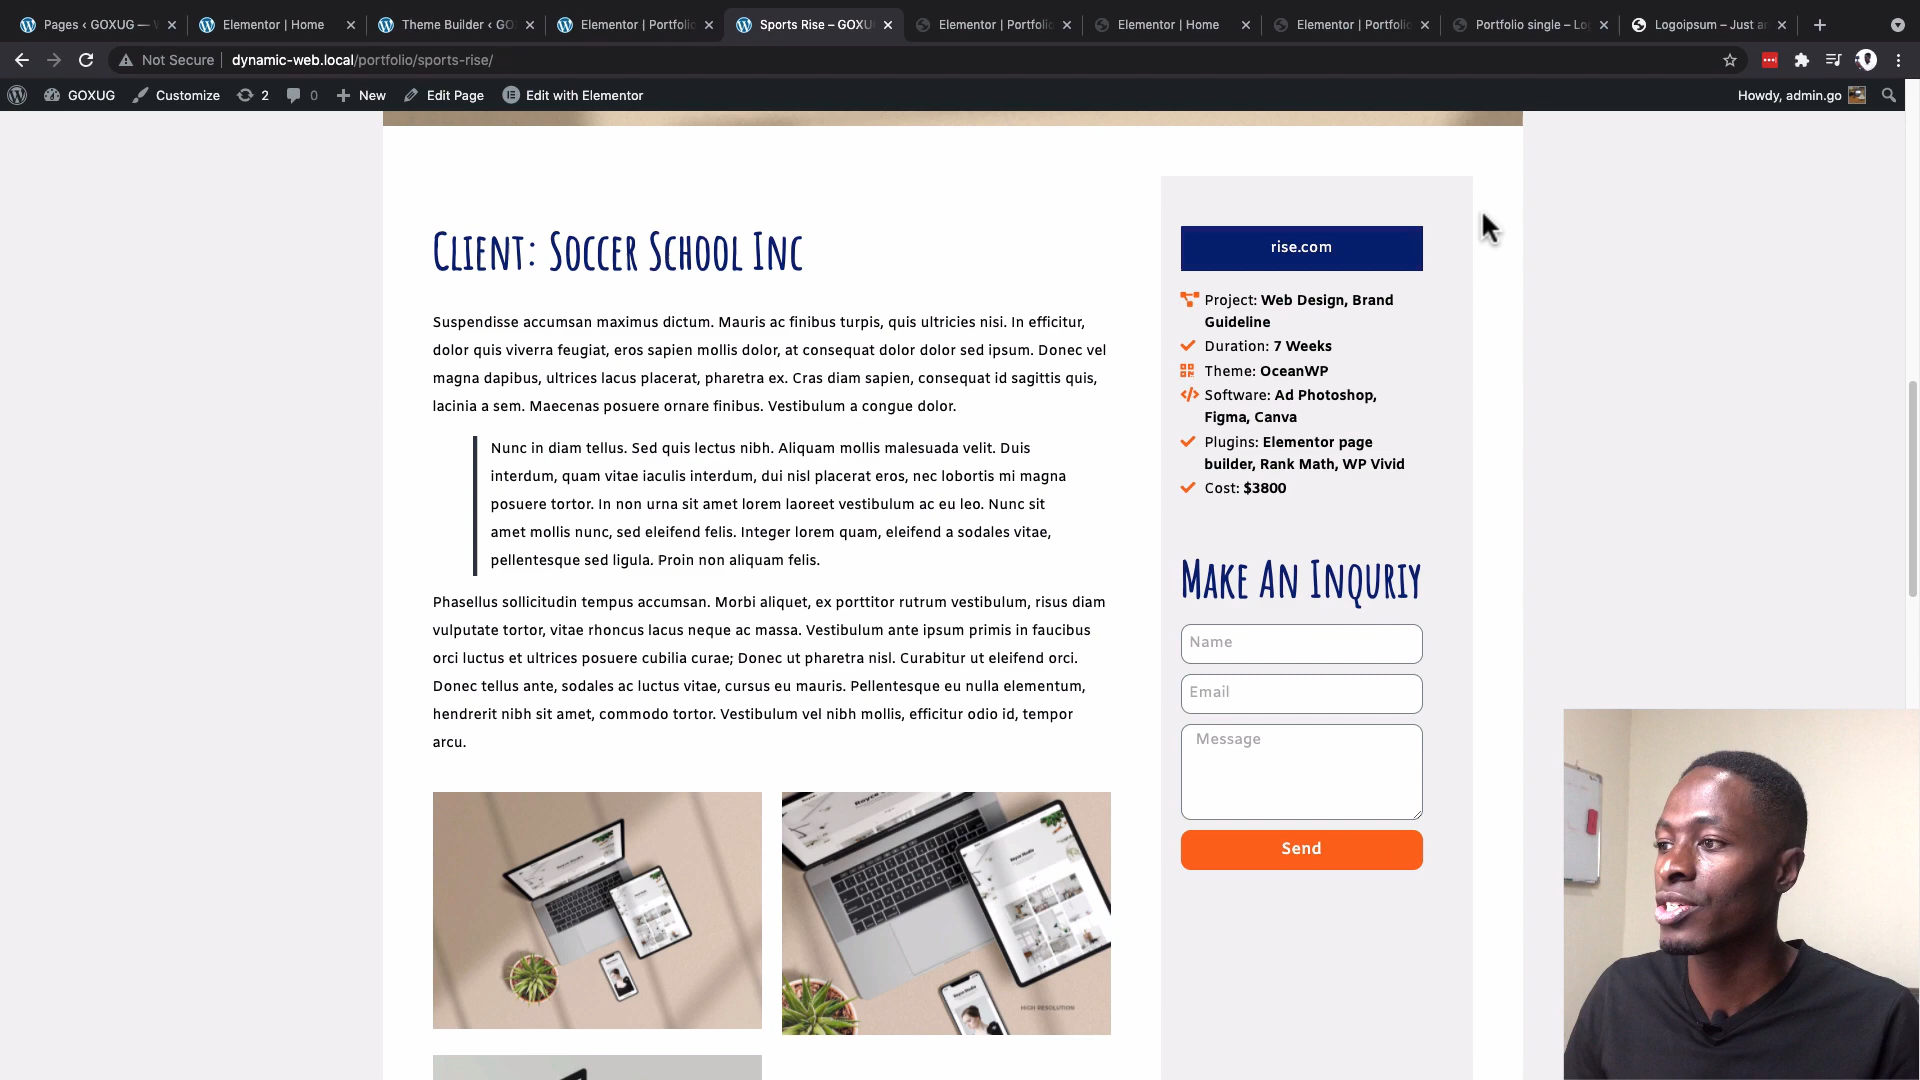 Pages ‹ GOXUG — W
Elementor | Home
Theme Builder ‹ GO
Elementor | Portfolio
Sports Rise – GOXU
Elementor | Portfolio
Elementor | Home
Elementor | Portfolio
Portfolio single – Lo
Logoipsum – Just a
Not Secure
dynamic-web.local/portfolio/sports-rise/
GOXUG
Customize
2
0
New
Edit Page
Edit with Elementor
Howdy, admin.go
Client: Soccer School Inc
Suspendisse accumsan maximus dictum. Mauris ac finibus turpis, quis ultricies nisi. In efficitur,
dolor quis viverra feugiat, eros sapien mollis dolor, at consequat dolor dolor sed ipsum. Donec vel
magna dapibus, ultrices lacus placerat, pharetra ex. Cras diam sapien, consequat id sagittis quis,
lacinia a sem. Maecenas posuere ornare finibus. Vestibulum a congue dolor.
Nunc in diam tellus. Sed quis lectus nibh. Aliquam mollis malesuada velit. Duis
interdum, quam vitae iaculis interdum, dui nisl placerat eros, nec lobortis mi magna
posuere tortor. In non urna sit amet lorem laoreet vestibulum ac eu leo. Nunc sit
amet mollis nunc, sed eleifend felis. Integer lorem quam, eleifend a sodales vitae,
pellentesque sed ligula. Proin non aliquam felis.
Phasellus sollicitudin tempus accumsan. Morbi aliquet, ex porttitor rutrum vestibulum, risus diam
vulputate tortor, vitae rhoncus lacus neque ac massa. Vestibulum ante ipsum primis in faucibus
orci luctus et ultrices posuere cubilia curae; Donec ut pharetra nisl. Curabitur ut eleifend orci.
Donec tellus ante, sodales ac luctus vitae, cursus eu mauris. Pellentesque eu nulla elementum,
hendrerit nibh sit amet, commodo tortor. Vestibulum vel nibh mollis, efficitur odio id, tempor
arcu.
HIGH RESOLUTION
rise.com
Project: Web Design, Brand
Guideline
Duration: 7 Weeks
Theme: OceanWP
Software: Ad Photoshop,
Figma, Canva
Plugins: Elementor page
builder, Rank Math, WP Vivid
Cost: $3800
Make An Inquriy
Name
Email
Message
Send